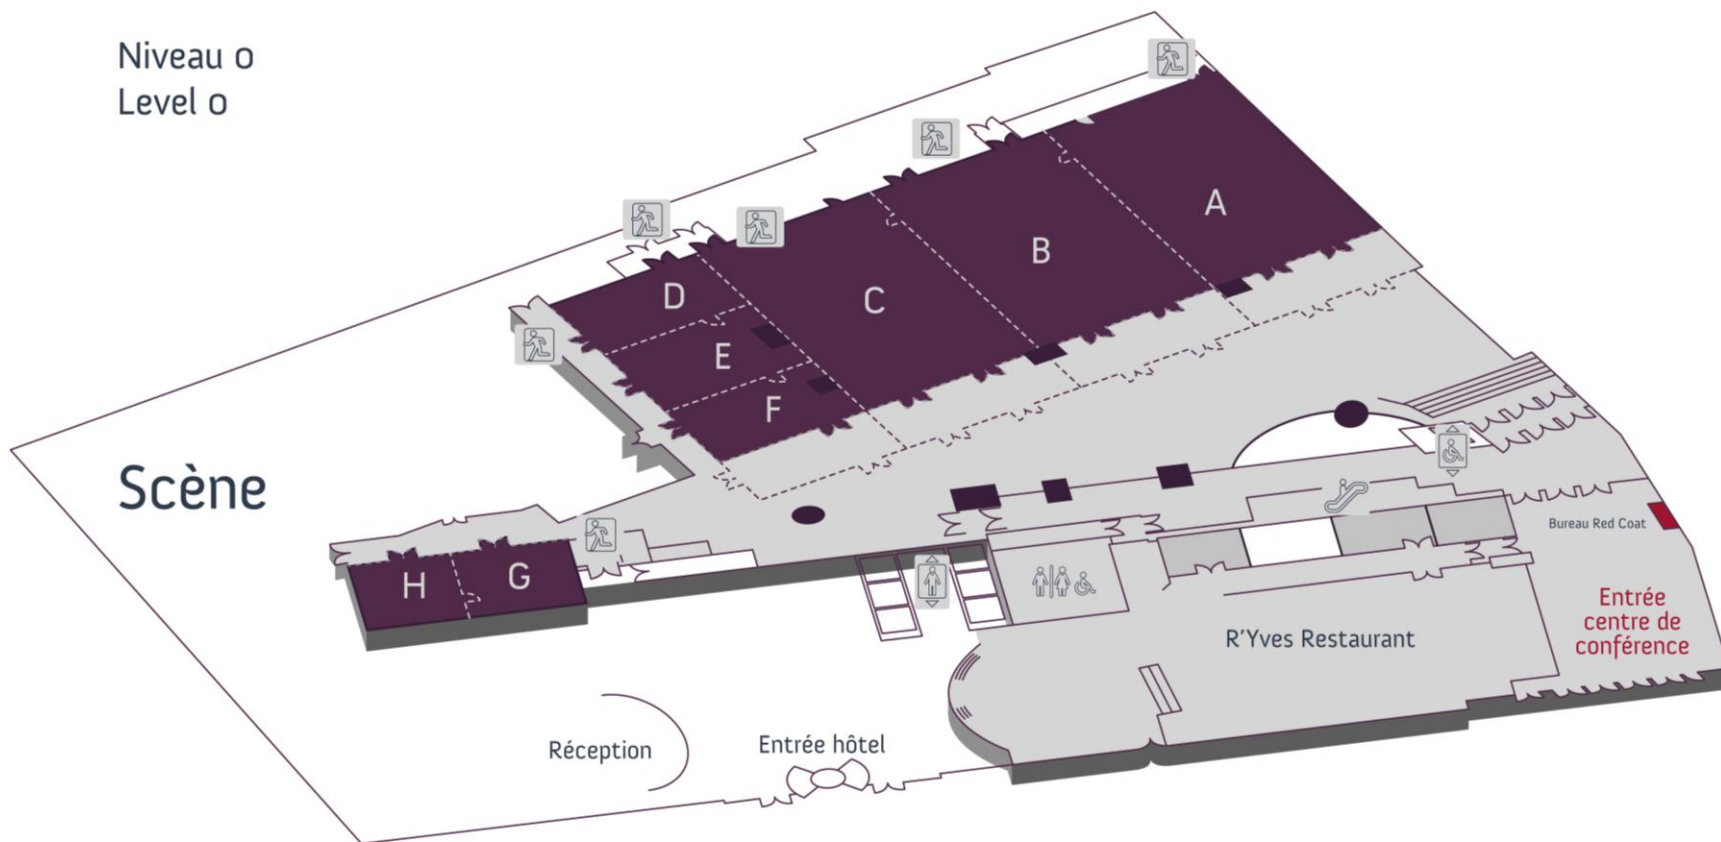 Niveau 0
Level 0
A
B
C
D
E
F
Scène
H
G
Bureau Red Coat
Entrée
centre de
conférence
R'Yves Restaurant
Réception
Entrée hôtel